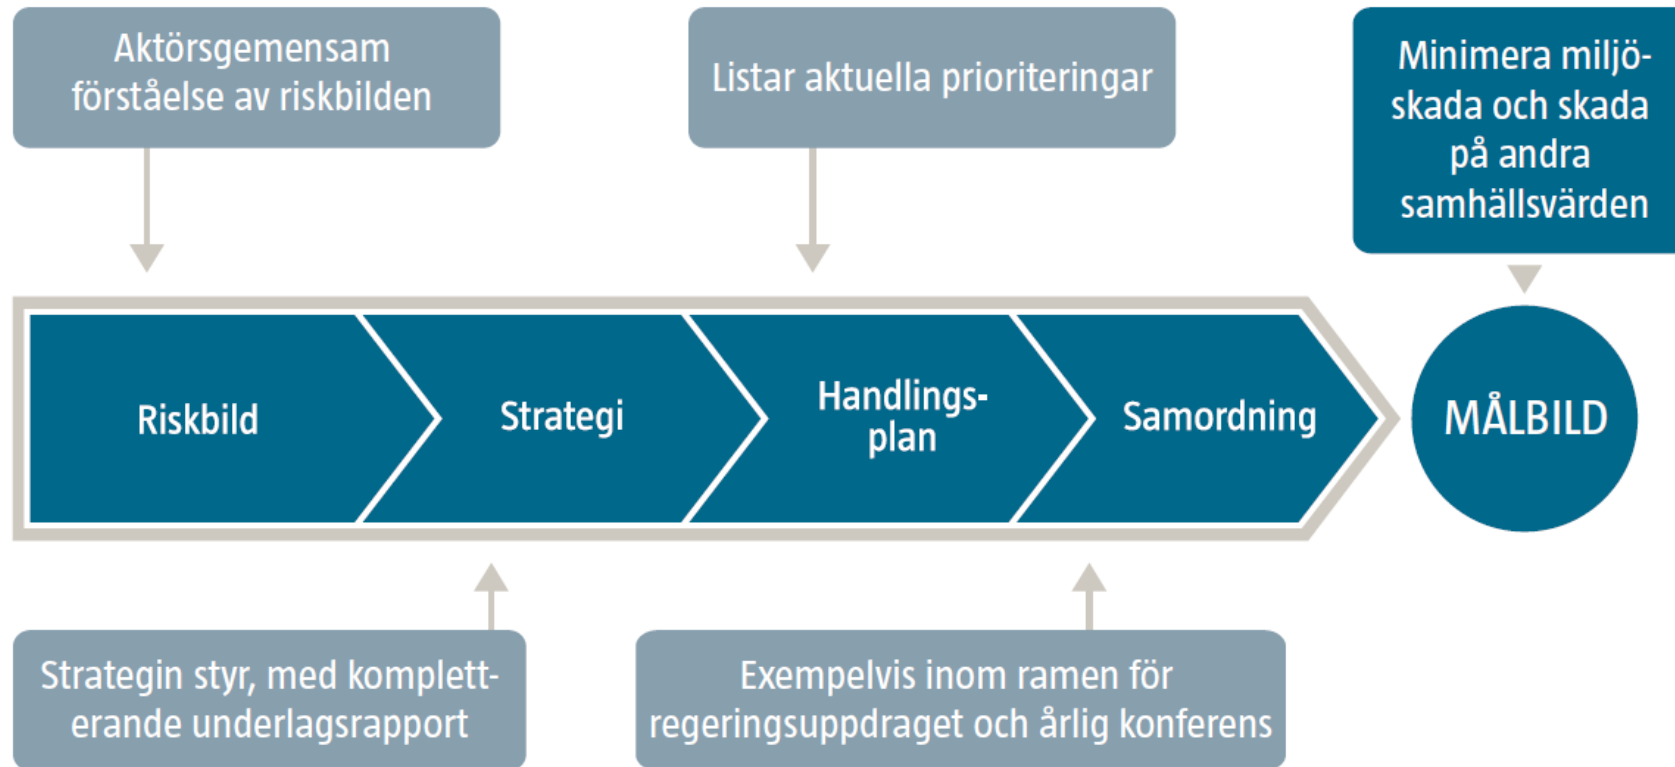 Aktörsgemensam
förståelse av riskbilden
Listar aktuella prioriteringar
Minimera miljö-
skada och skada
på andra
samhällsvärden
Riskbild
Strategi
Handlings-
plan
Samordning
MÅLBILD
Strategin styr, med komplett-
erande underlagsrapport
Exempelvis inom ramen för
regeringsuppdraget och årlig konferens